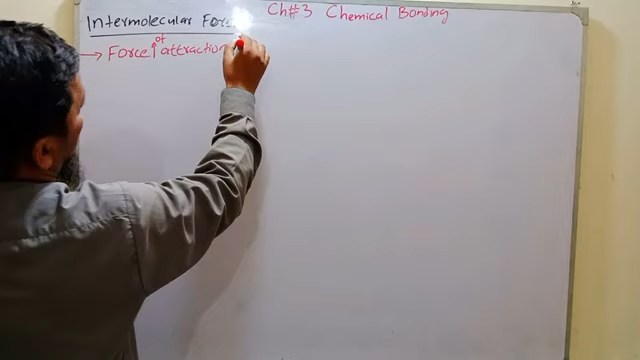 Ch#3 Chemical Bonding
Intermolecular Forc
→ Force of attraction